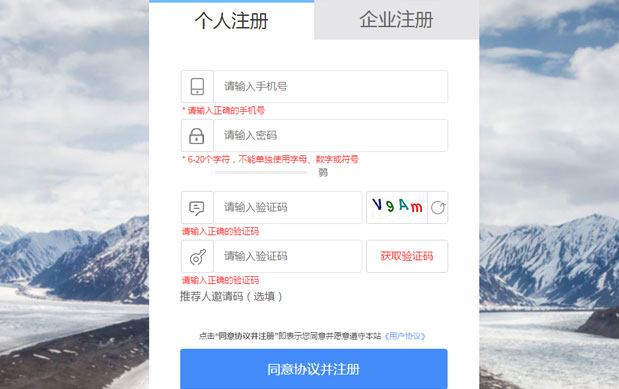 个人注册 企业注册
请输入手机号
* 请输入正确的手机号
请输入密码
* 6-20个字符，不能单独使用字母、数字或符号
弱
请输入验证码 V9Am
请输入正确的验证码
请输入验证码 获取验证码
请输入正确的验证码
推荐人邀请码（选填）
点击“同意协议并注册”即表示您同意并愿意遵守本站《用户协议》
同意协议并注册